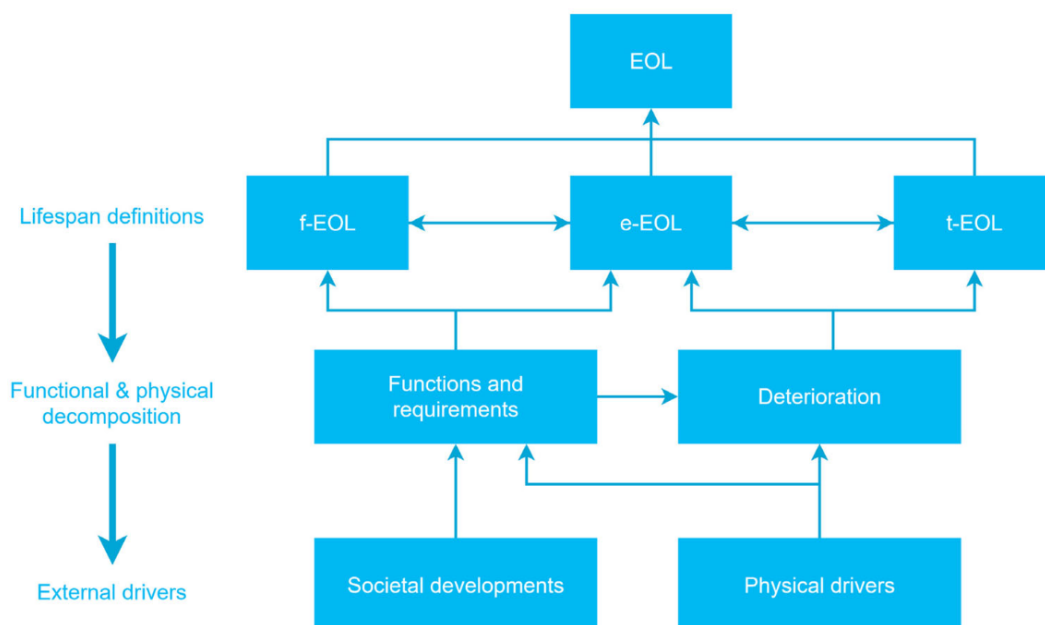 EOL
Lifespan definitions
f-EOL
e-EOL
t-EOL
Functional & physical
decomposition
Functions and
requirements
Deterioration
External drivers
Societal developments
Physical drivers